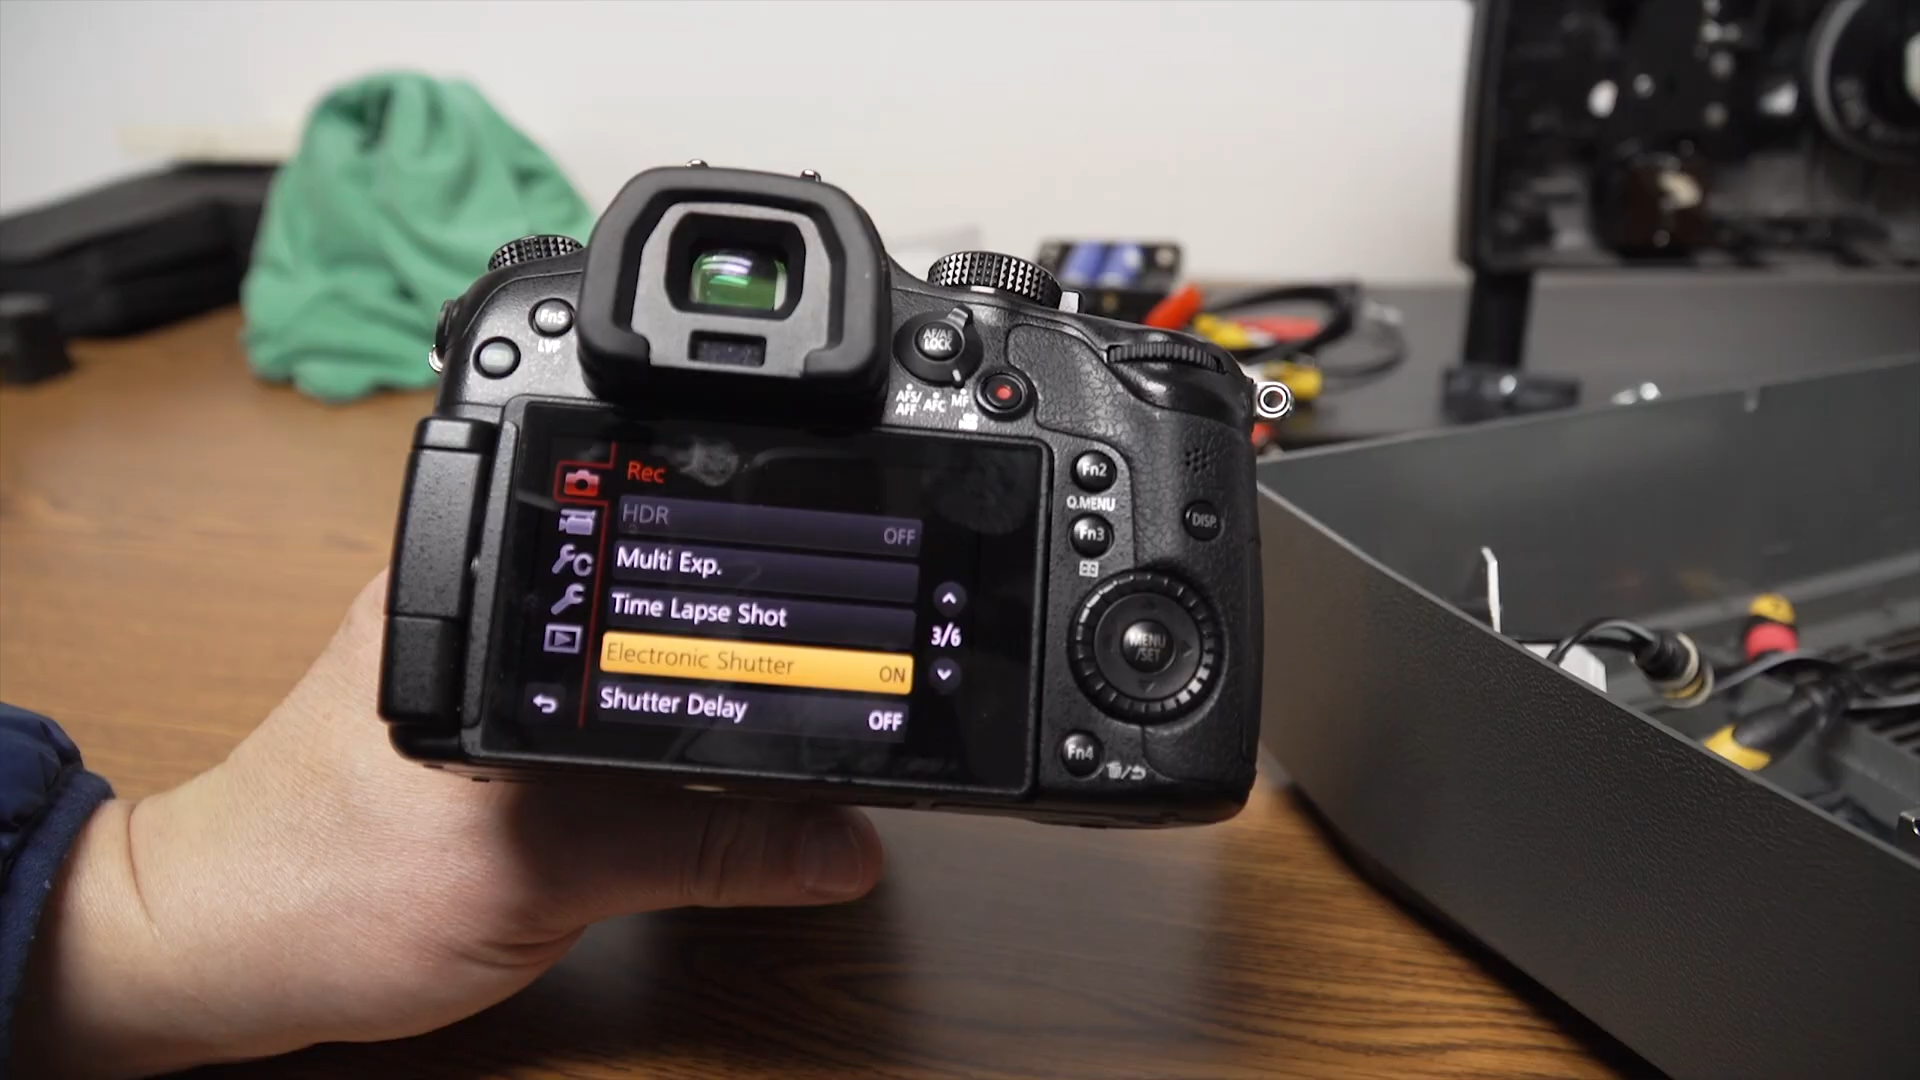 Fn5
LVF
AF/AE
LOCK
AFS/
AFF
AFC
MF
Rec
HDR
OFF
Multi Exp.
Time Lapse Shot
Electronic Shutter
ON
Shutter Delay
OFF
3/6
Fn2
Q.MENU
Fn3
DISP.
MENU
/SET
Fn4